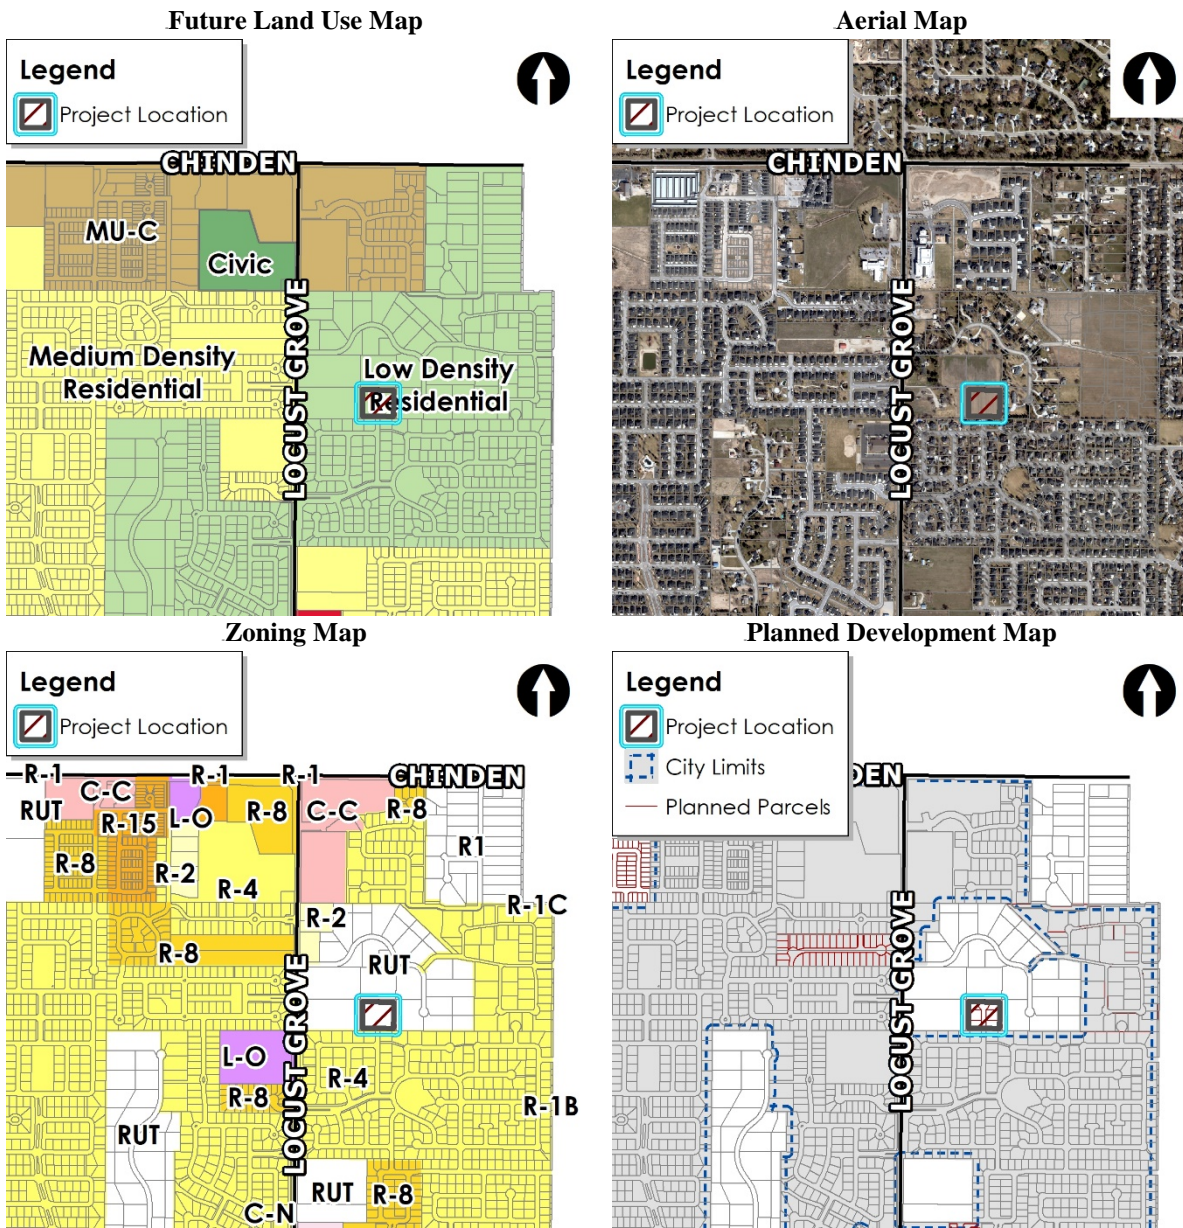 Future Land Use Map
Legend
Project Location
CHINDEN
MU-C
Civic
LOCUST GROVE
Medium Density
Residential
Low Density
Residential
Aerial Map
Legend
Project Location
CHINDEN
LOCUST GROVE
Zoning Map
Legend
Project Location
R-1
R-1
R-1
CHINDEN
C-C
RUT
L-O
R-8
C-C
R-8
R-15
R1
R-8
R-2
R-4
R-1C
R-2
R-8
RUT
LOCUST GROVE
L-O
R-4
R-8
R-1B
RUT
RUT
R-8
C-N
Planned Development Map
Legend
Project Location
City Limits
Planned Parcels
DEN
LOCUST GROVE